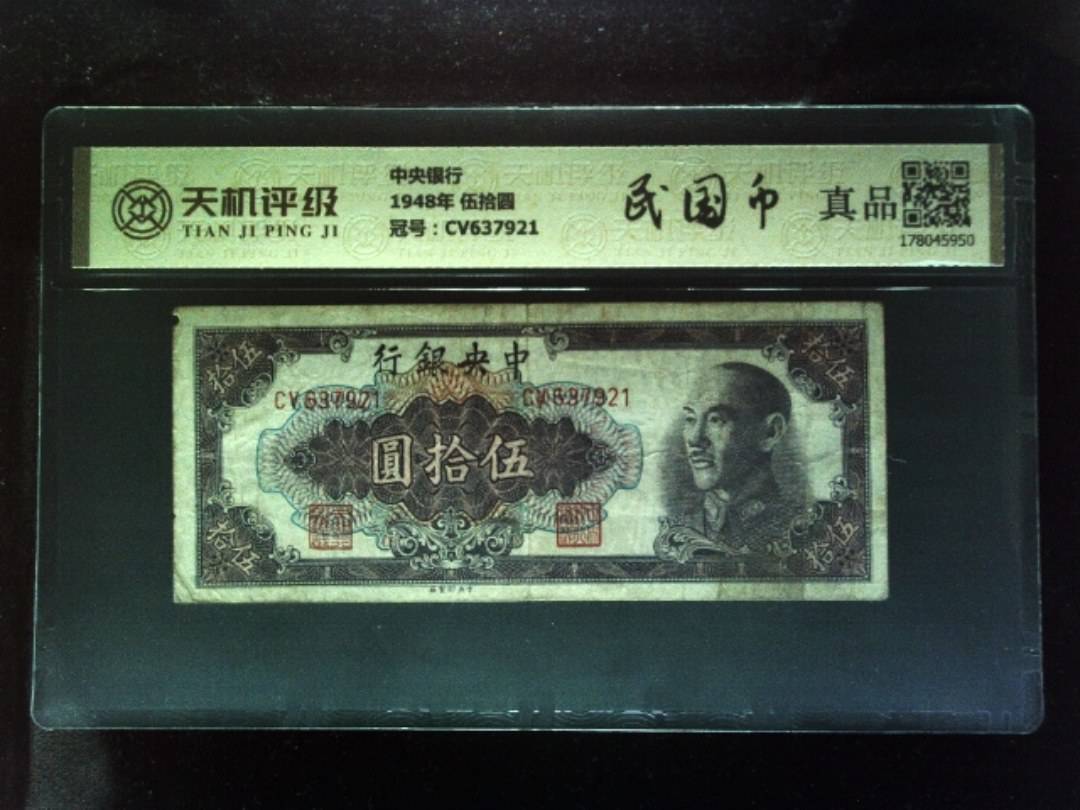 天机评级
TIAN JI PING JI
中央银行
1948年 伍拾圆
冠号：CV637921
民国币
真品
178045950
行銀央中
拾伍
拾伍
CV637921
CV637921
圓拾伍
拾伍
拾伍